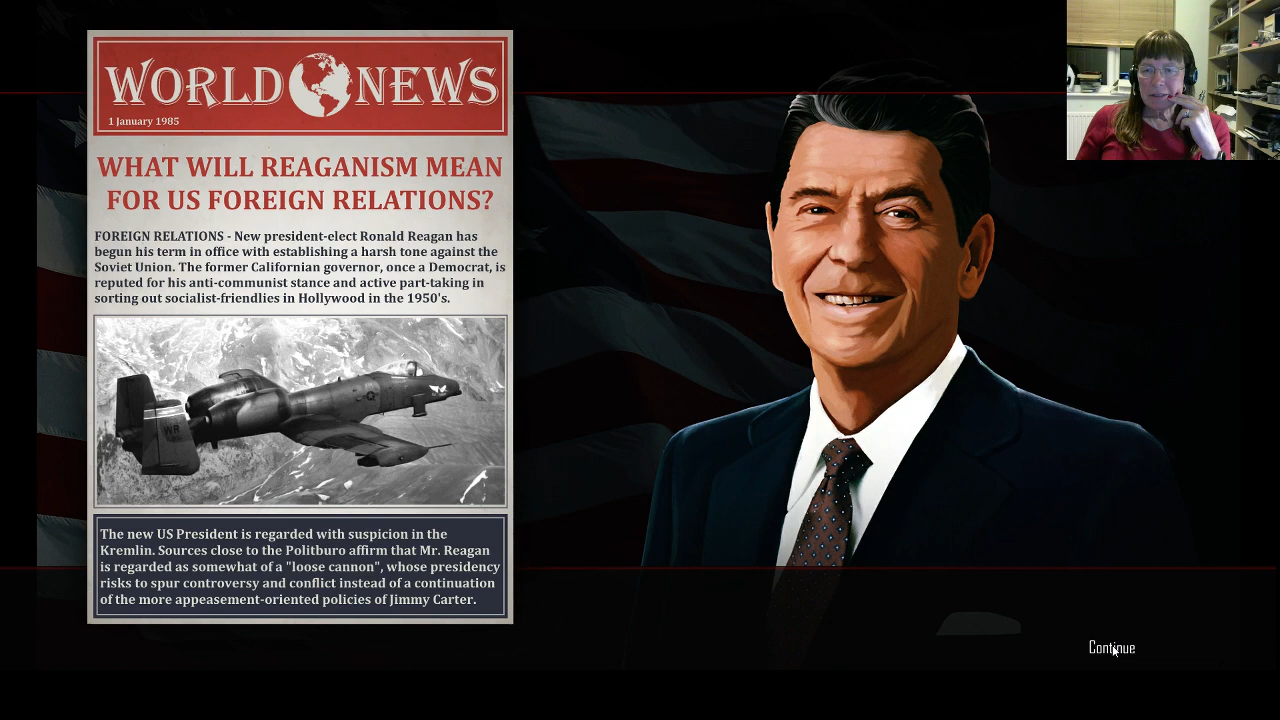 WORLD NEWS
1 January 1985
WHAT WILL REAGANISM MEAN
FOR US FOREIGN RELATIONS?
FOREIGN RELATIONS - New president-elect Ronald Reagan has
begun his term in office with establishing a harsh tone against the
Soviet Union. The former Californian governor, once a Democrat, is
reputed for his anti-communist stance and active part-taking in
sorting out socialist-friendlies in Hollywood in the 1950's.
WR
The new US President is regarded with suspicion in the
Kremlin. Sources close to the Politburo affirm that Mr. Reagan
is regarded as somewhat of a "loose cannon", whose presidency
risks to spur controversy and conflict instead of a continuation
of the more appeasement-oriented policies of Jimmy Carter.
Continue